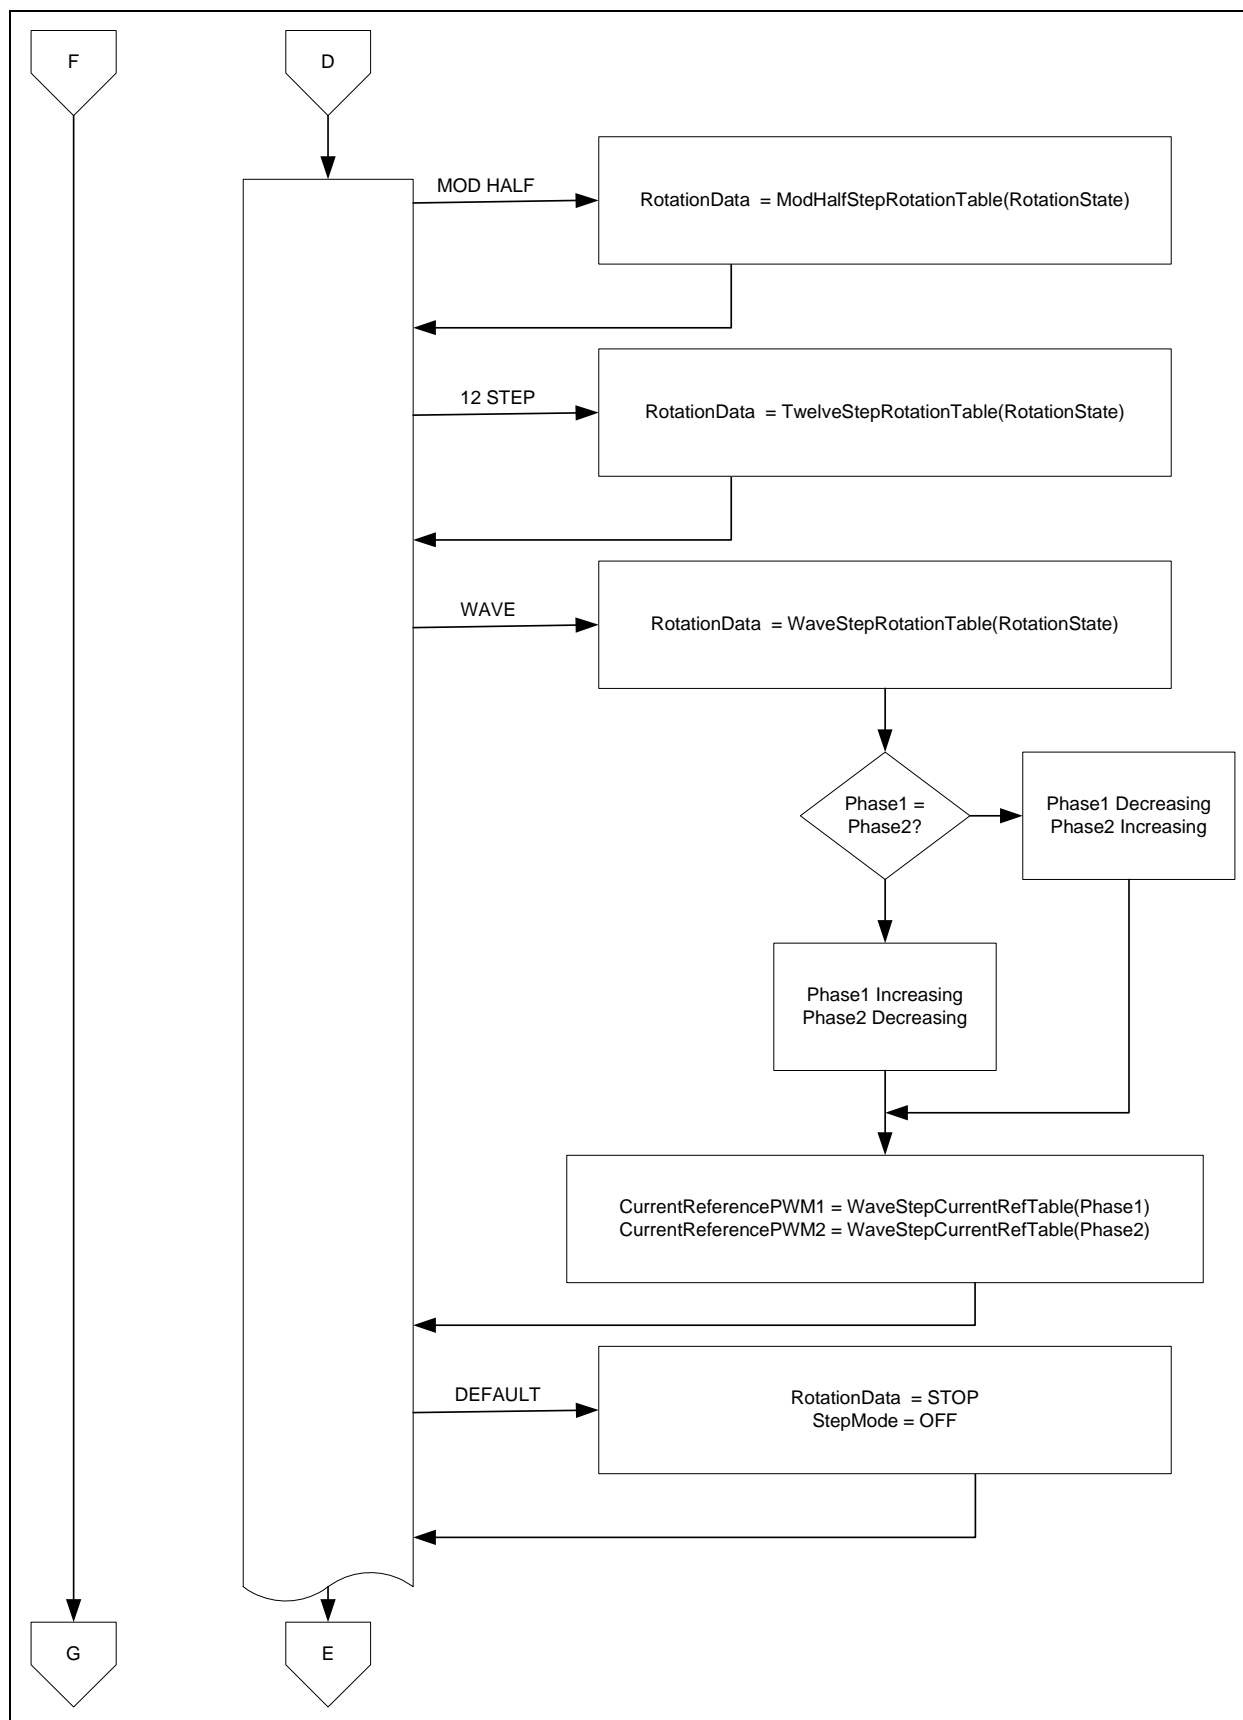 F
D
MOD HALF
RotationData = ModHalfStepRotationTable(RotationState)
12 STEP
RotationData = TwelveStepRotationTable(RotationState)
WAVE
RotationData = WaveStepRotationTable(RotationState)
Phase1 =
Phase2?
Phase1 Decreasing
Phase2 Increasing
Phase1 Increasing
Phase2 Decreasing
CurrentReferencePWM1 = WaveStepCurrentRefTable(Phase1)
CurrentReferencePWM2 = WaveStepCurrentRefTable(Phase2)
DEFAULT
RotationData = STOP
StepMode = OFF
G
E